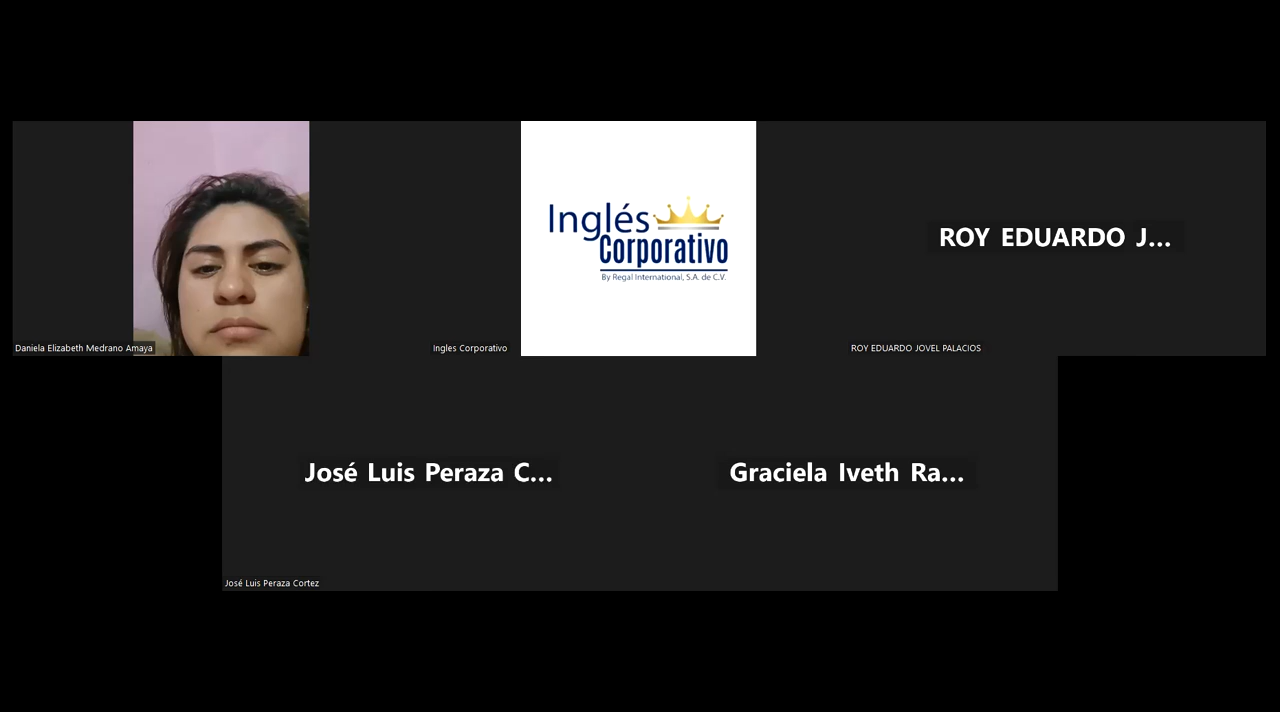 Inglés
Corporativo
By Regal International, S.A. de C.V.
ROY EDUARDO J...
Daniela Elizabeth Medrano Amaya
Ingles Corporativo
ROY EDUARDO JOVEL PALACIOS
José Luis Peraza C...
Graciela Iveth Ra...
José Luis Peraza Cortez